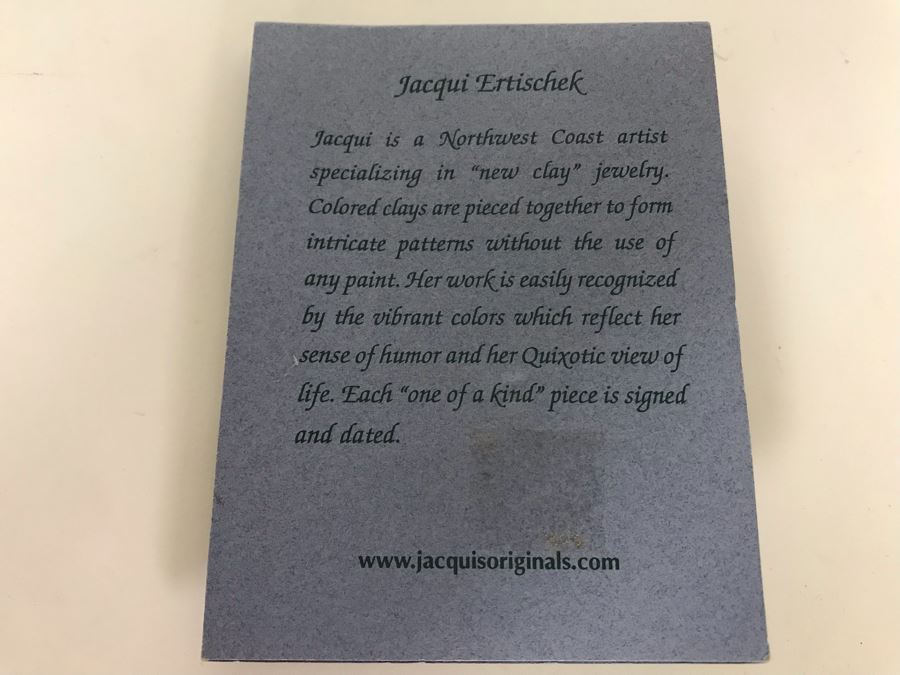 Jacqui Ertischek
Jacqui is a Northwest Coast artist
specializing in “new clay” jewelry.
Colored clays are pieced together to form
intricate patterns without the use of
any paint. Her work is easily recognized
by the vibrant colors which reflect her
sense of humor and her Quixotic view of
life. Each “one of a kind” piece is signed
and dated.
www.jacquisoriginals.com